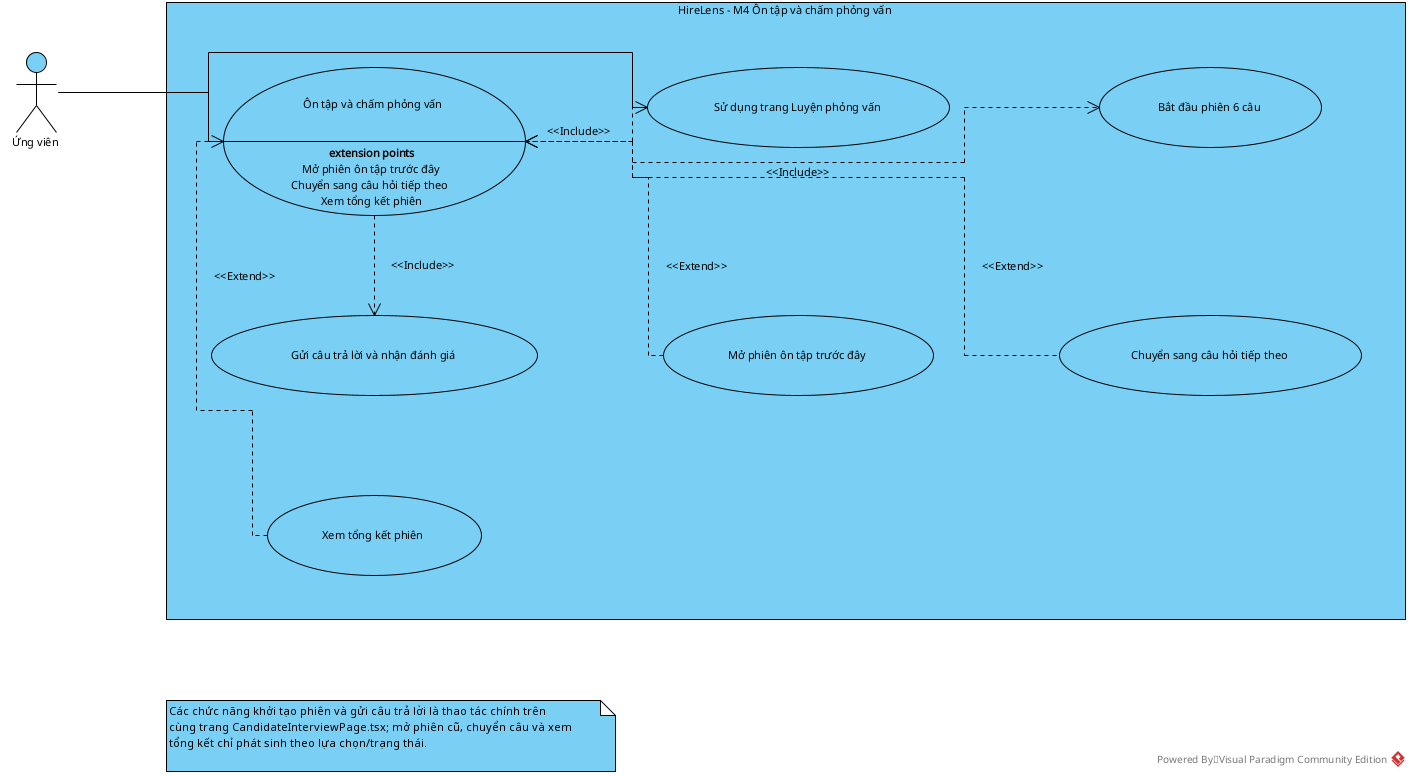 HireLens - M4 Ôn tập và chấm phỏng vấn
Ứng viên
Ôn tập và chấm phỏng vấn
extension points
Mở phiên ôn tập trước đây
Chuyển sang câu hỏi tiếp theo
Xem tổng kết phiên
<<Include>>
Sử dụng trang Luyện phỏng vấn
Bắt đầu phiên 6 câu
<<Include>>
<<Extend>>
<<Include>>
<<Extend>>
<<Extend>>
Gửi câu trả lời và nhận đánh giá
Mở phiên ôn tập trước đây
Chuyển sang câu hỏi tiếp theo
Xem tổng kết phiên
Các chức năng khởi tạo phiên và gửi câu trả lời là thao tác chính trên
cùng trang CandidateInterviewPage.tsx; mở phiên cũ, chuyển câu và xem
tổng kết chỉ phát sinh theo lựa chọn/trạng thái.
Powered By Visual Paradigm Community Edition